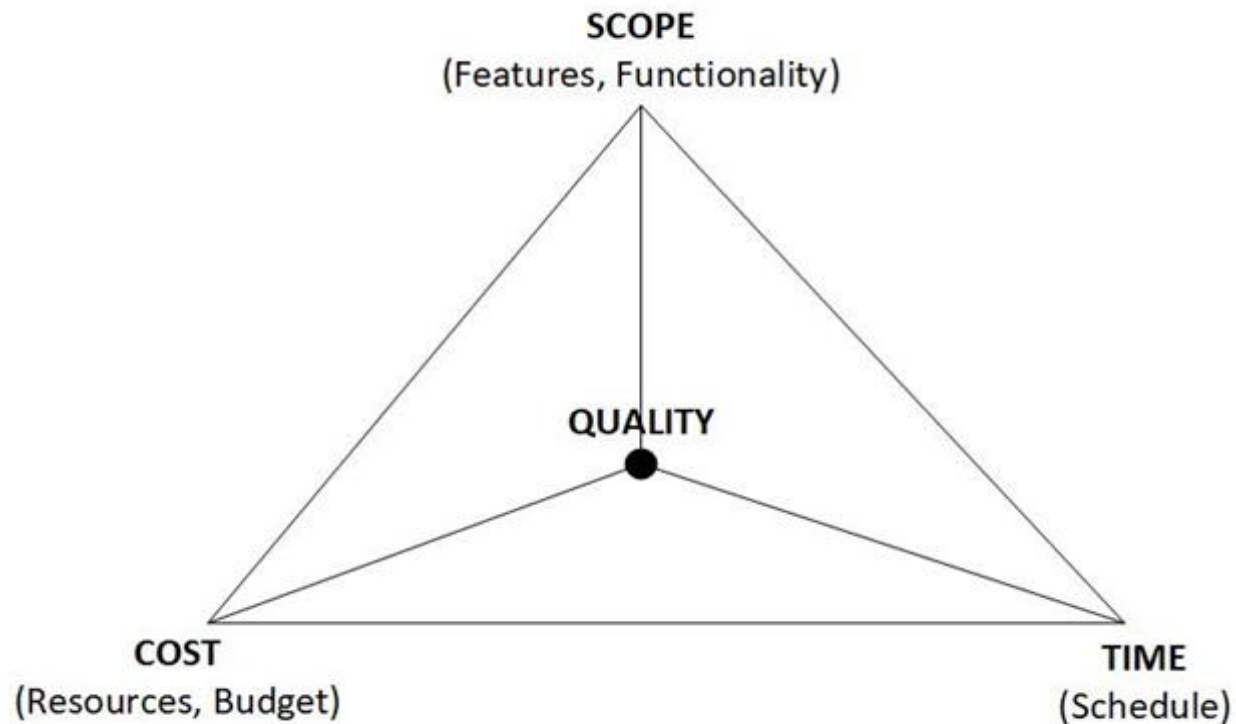 SCOPE
(Features, Functionality)
QUALITY
COST
(Resources, Budget)
TIME
(Schedule)